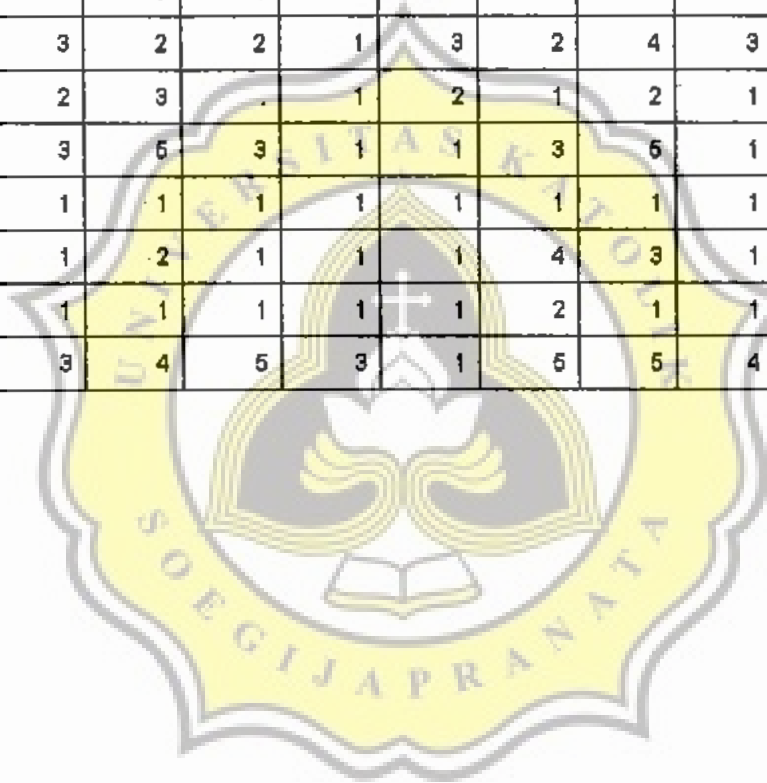 3 2 2 1 3 2 4 3
2 3 . 1 2 1 2 1
3 5 3 1 1 3 5 1
1 1 1 1 1 1 1 1
1 2 1 1 1 4 3 1
1 1 1 1 1 2 1 1
3 4 5 3 1 5 5 4
UNIVERSITAS KATOLIK
SOEGIJAPRANATA